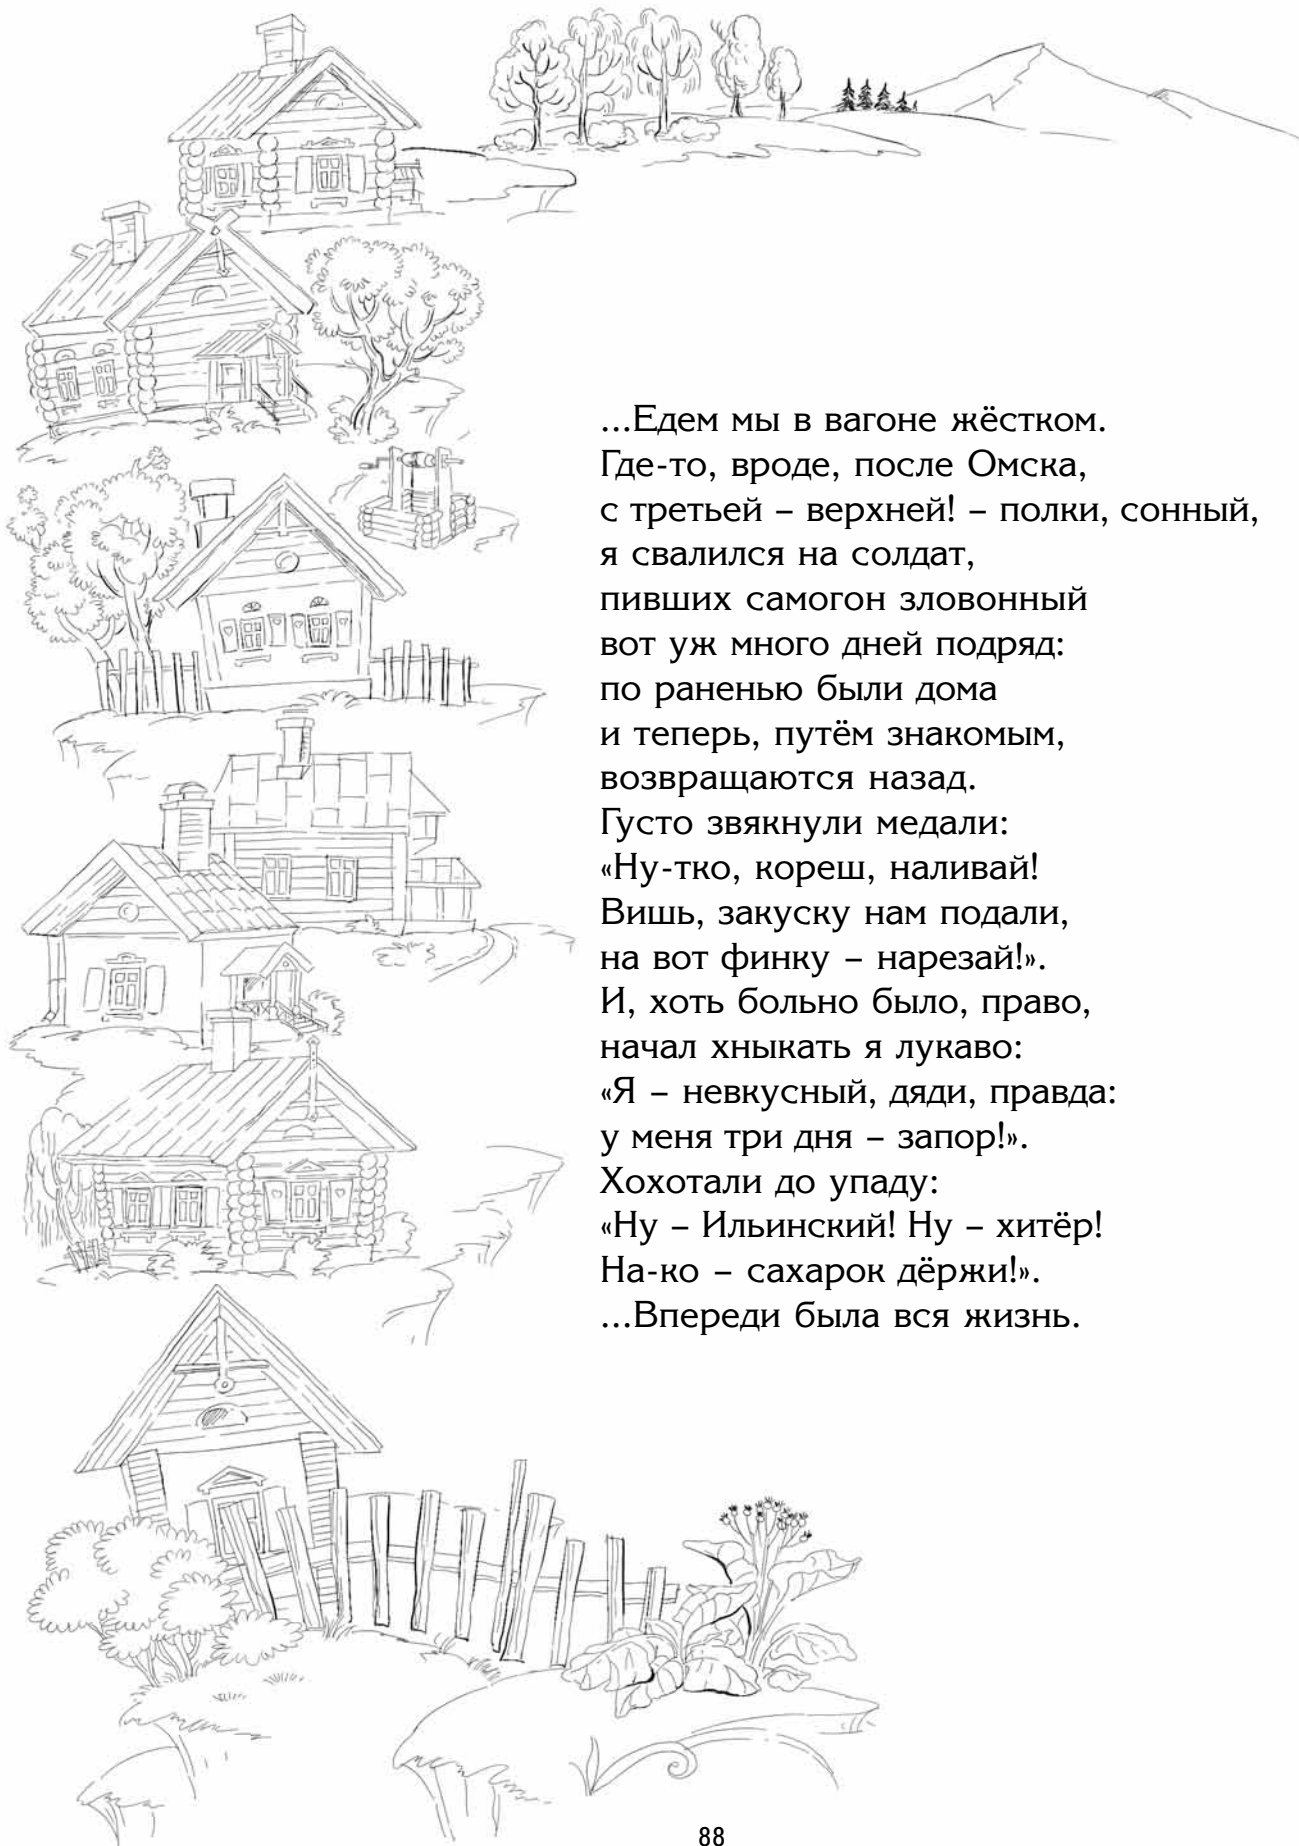 ...Едем мы в вагоне жёстком.
Где-то, вроде, после Омска,
с третьей – верхней! – полки, сонный,
я свалился на солдат,
пивших самогон зловонный
вот уж много дней подряд:
по раненью были дома
и теперь, путём знакомым,
возвращаются назад.
Густо звякнули медали:
«Ну-тко, кореш, наливай!
Вишь, закуску нам подали,
на вот финку – нарезай!».
И, хоть больно было, право,
начал хныкать я лукаво:
«Я – невкусный, дяди, правда:
у меня три дня – запор!».
Хохотали до упаду:
«Ну – Ильинский! Ну – хитёр!
На-ко – сахарок дёржи!».
...Впереди была вся жизнь.
88